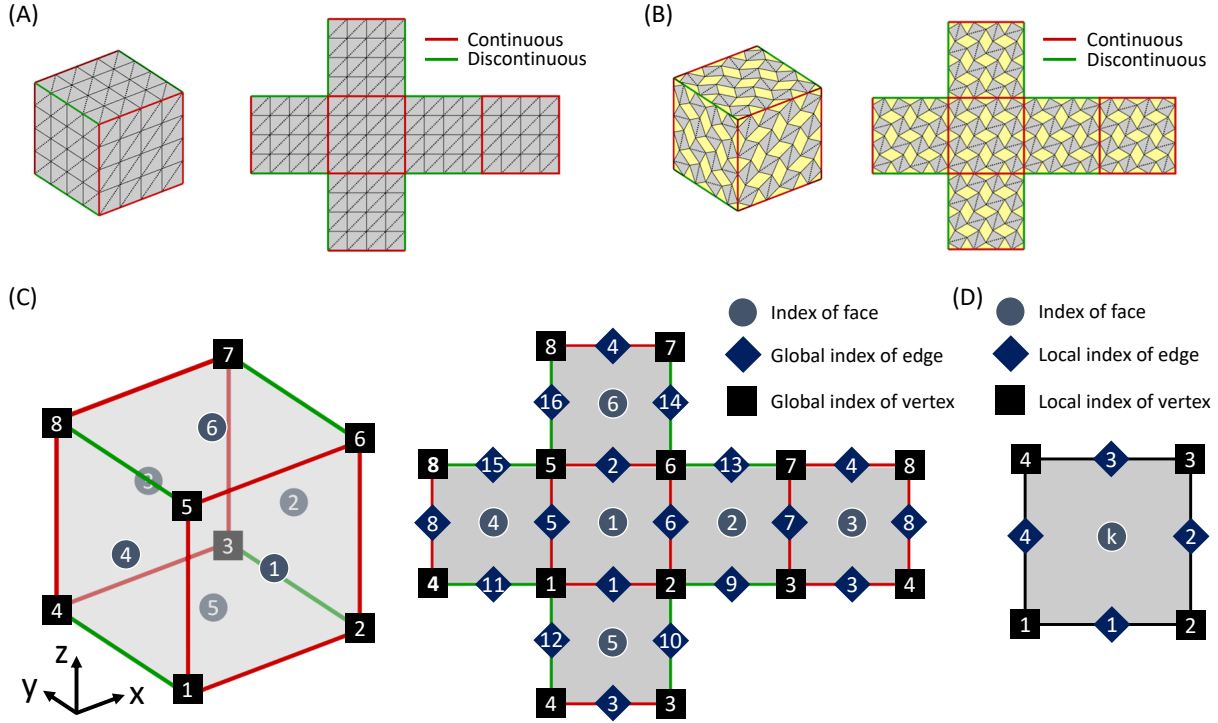 (A)
Continuous
Discontinuous
(B)
Continuous
Discontinuous
(C)
7
8
6
6
3
5
2
4
3
1
4
5
2
1
z
y
x
8 4 7
16 6 14
8 15 5 2 6 13 7 4 8
8 4 5 1 6 2 7 3 8
4 11 1 1 2 9 3 3 4
12 5 10
4 3 3
Index of face
Global index of edge
Global index of vertex
(D)
Index of face
Local index of edge
Local index of vertex
4 3 3
4 k 2
1 1 2